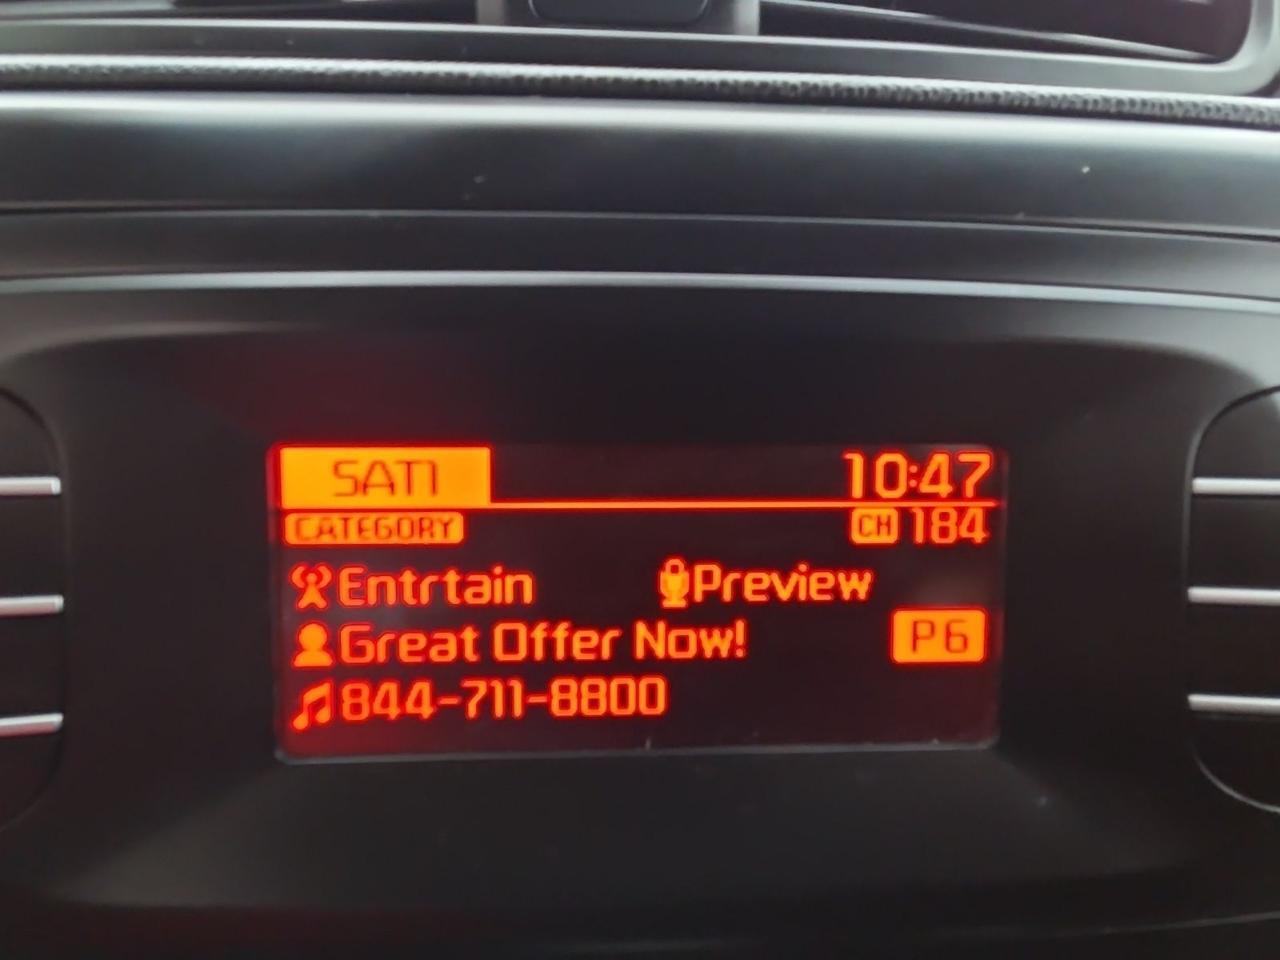 SAT1 10:47
CATEGORY CH 184
Entrtain Preview
Great Offer Now! P6
844-711-8800